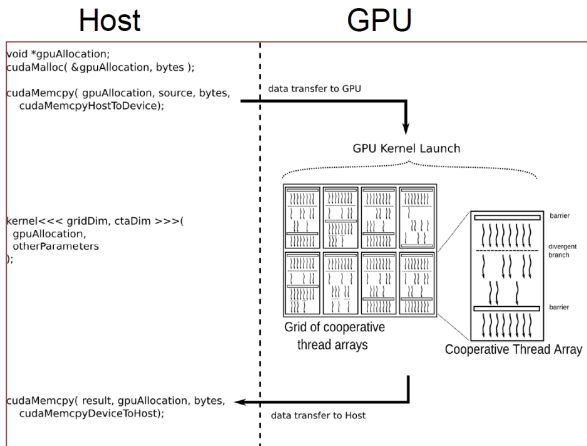 Host
GPU
void *gpuAllocation;
cudaMalloc( &gpuAllocation, bytes );
cudaMemcpy( gpuAllocation, source, bytes,
cudaMemcpyHostToDevice);
data transfer to GPU
GPU Kernel Launch
kernel<<< gridDim, ctaDim >>>(
gpuAllocation,
otherParameters
);
barrier
divergent
branch
barrier
Grid of cooperative
thread arrays
Cooperative Thread Array
cudaMemcpy( result, gpuAllocation, bytes,
cudaMemcpyDeviceToHost);
data transfer to Host